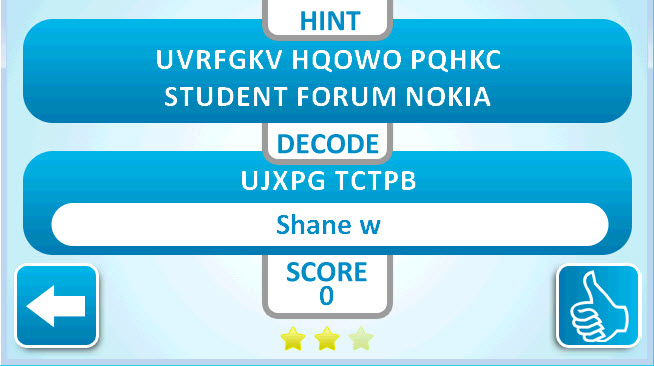 HINT
UVRFGKV HQOWO PQHKC
STUDENT FORUM NOKIA
DECODE
UJXPG TCTPB
Shane w
SCORE
0